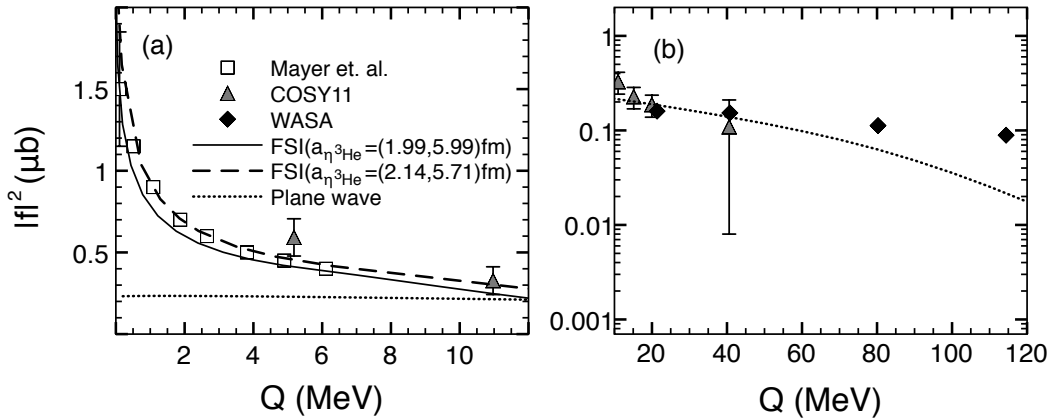 (a)
Mayer et. al.
COSY11
WASA
FSI(aη³He=(1.99,5.99)fm)
FSI(aη³He=(2.14,5.71)fm)
Plane wave
|f|² (μb)
1.5
1
0.5
2 4 6 8 10
Q (MeV)
(b)
1
0.1
0.01
0.001
20 40 60 80 100 120
Q (MeV)